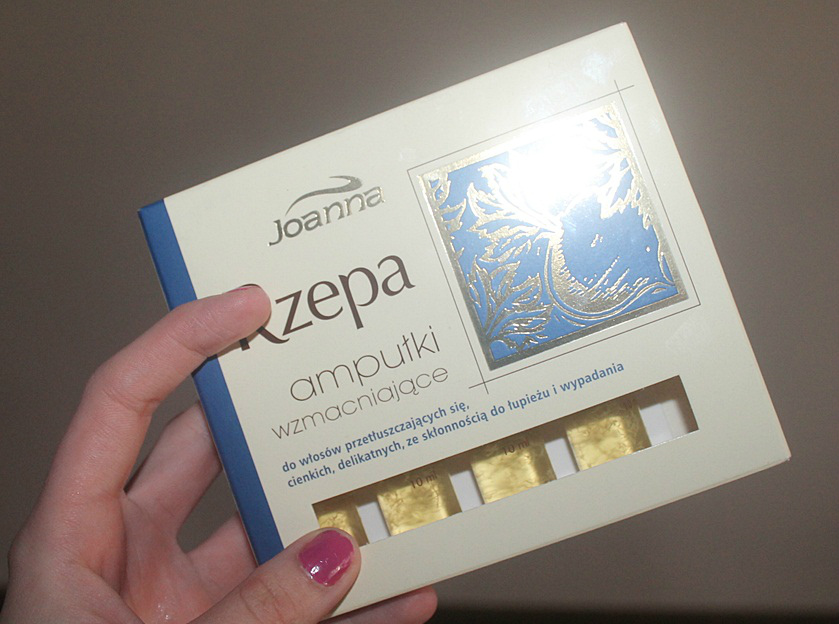 Joanna
Rzepa
ampułki
wzmacniające
do włosów przetłuszczających się,
cienkich, delikatnych, ze skłonnością do łupieżu i wypadania
10 ml
10 ml